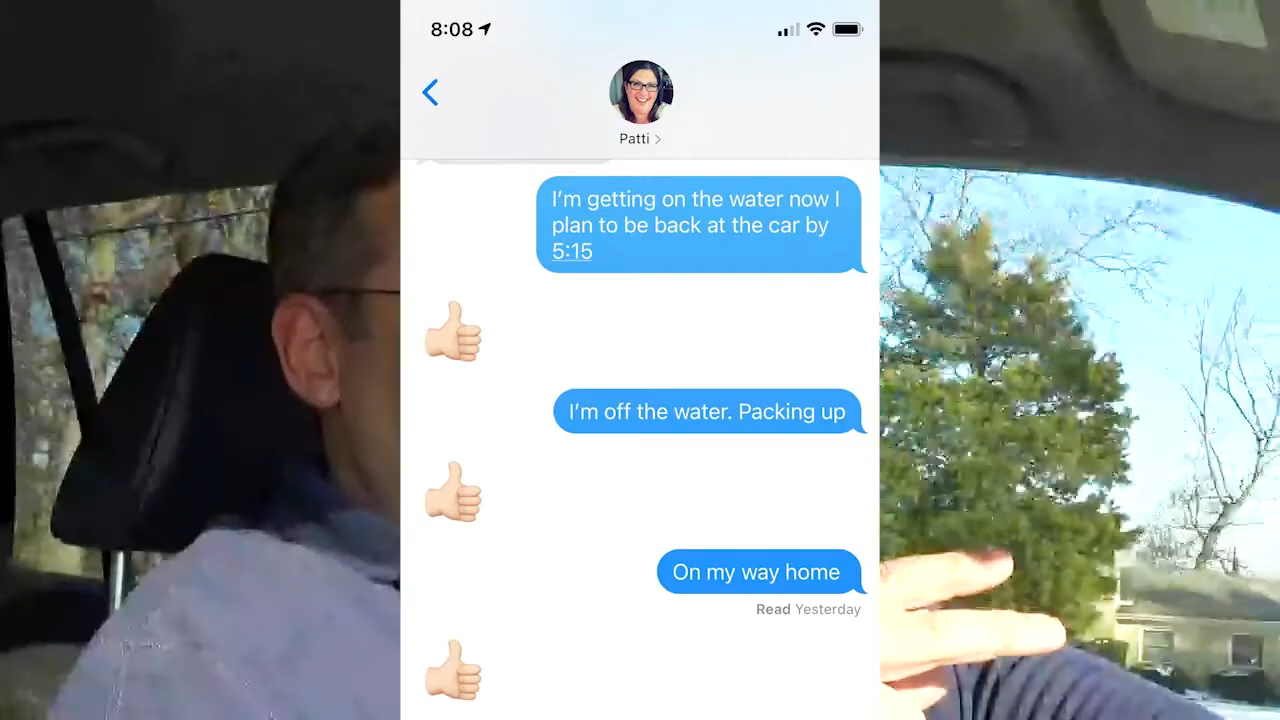 8:08
Patti >
I’m getting on the water now I
plan to be back at the car by
5:15
👍🏻
I’m off the water. Packing up
👍🏻
On my way home
Read Yesterday
👍🏻